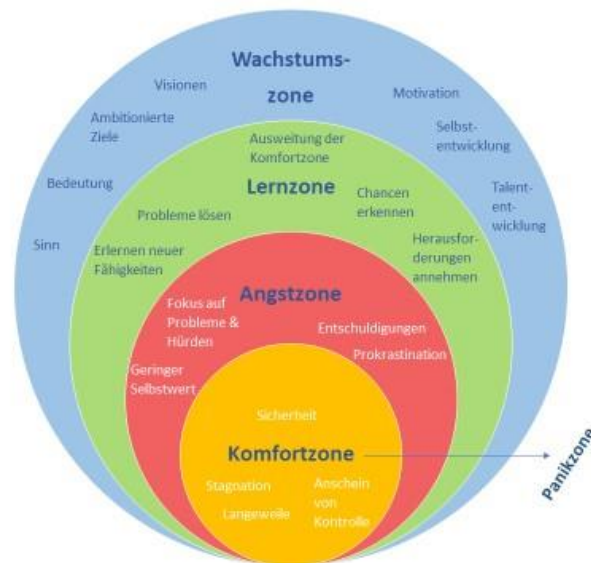 Wachstums-
zone
Visionen
Motivation
Ambitionierte
Ziele
Selbst-
entwicklung
Bedeutung
Talent-
ent-
wicklung
Sinn
Ausweitung der
Komfortzone
Lernzone
Chancen
erkennen
Probleme lösen
Erlernen neuer
Fähigkeiten
Herausfor-
derungen
annehmen
Angstzone
Fokus auf
Probleme &
Hürden
Entschuldigungen
Prokrastination
Geringer
Selbstwert
Sicherheit
Komfortzone
Stagnation
Langeweile
Anschein
von
Kontrolle
Panikzone